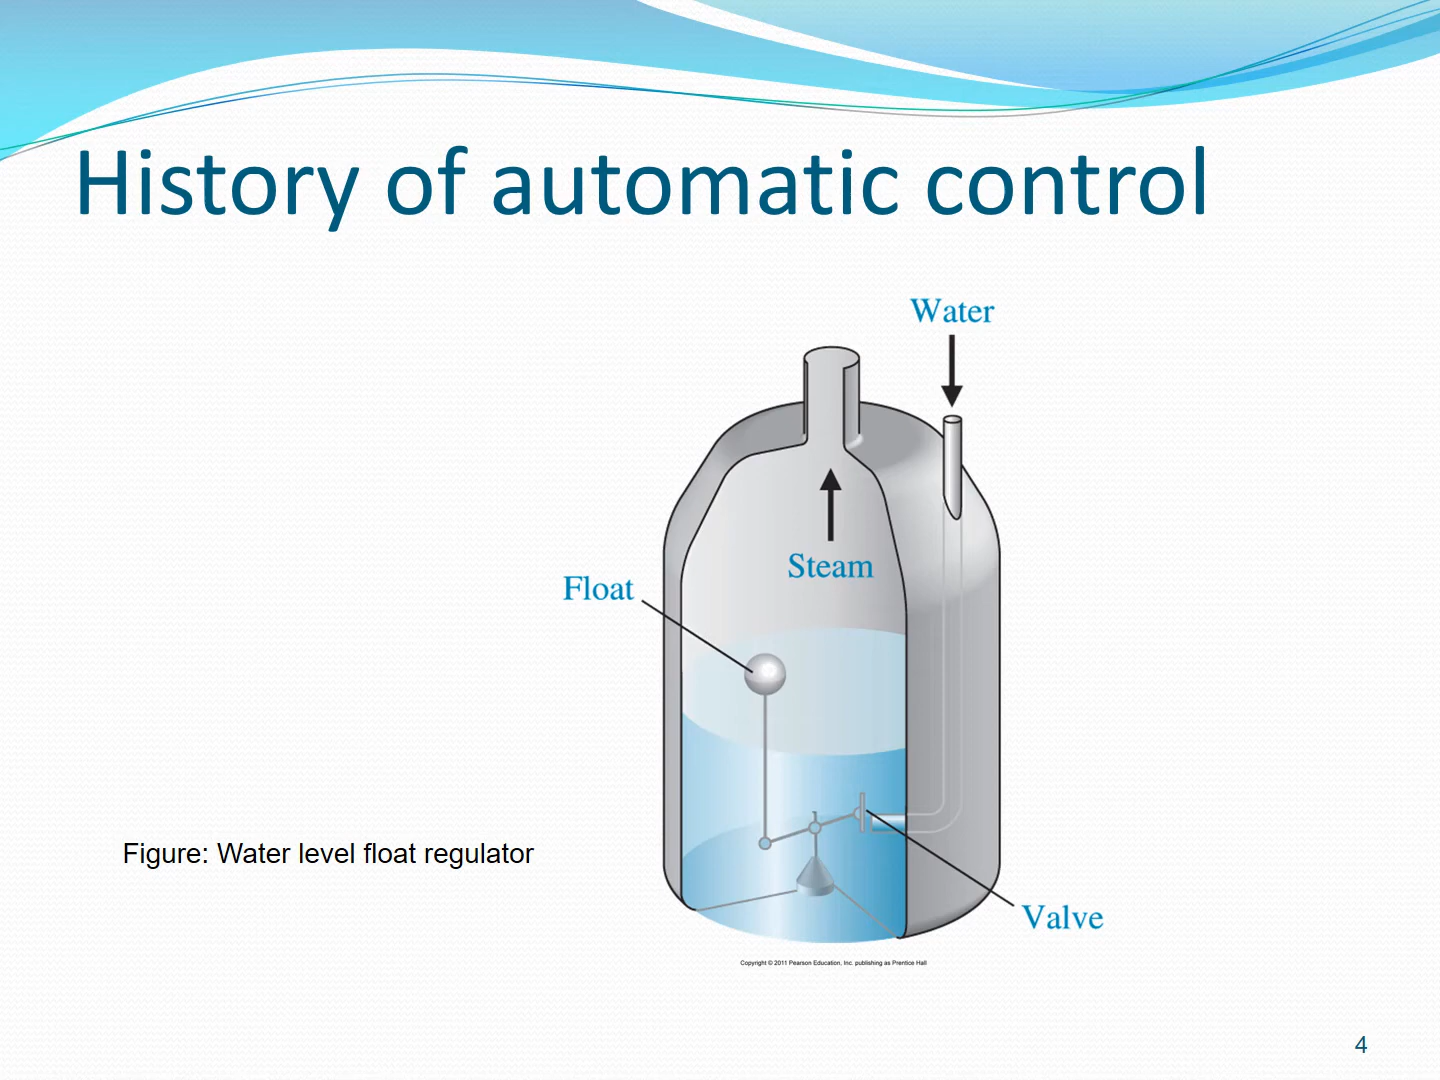 History of automatic control
Water
Steam
Float
Figure: Water level float regulator
Valve
Copyright © 2011 Pearson Education, Inc. publishing as Prentice Hall
4